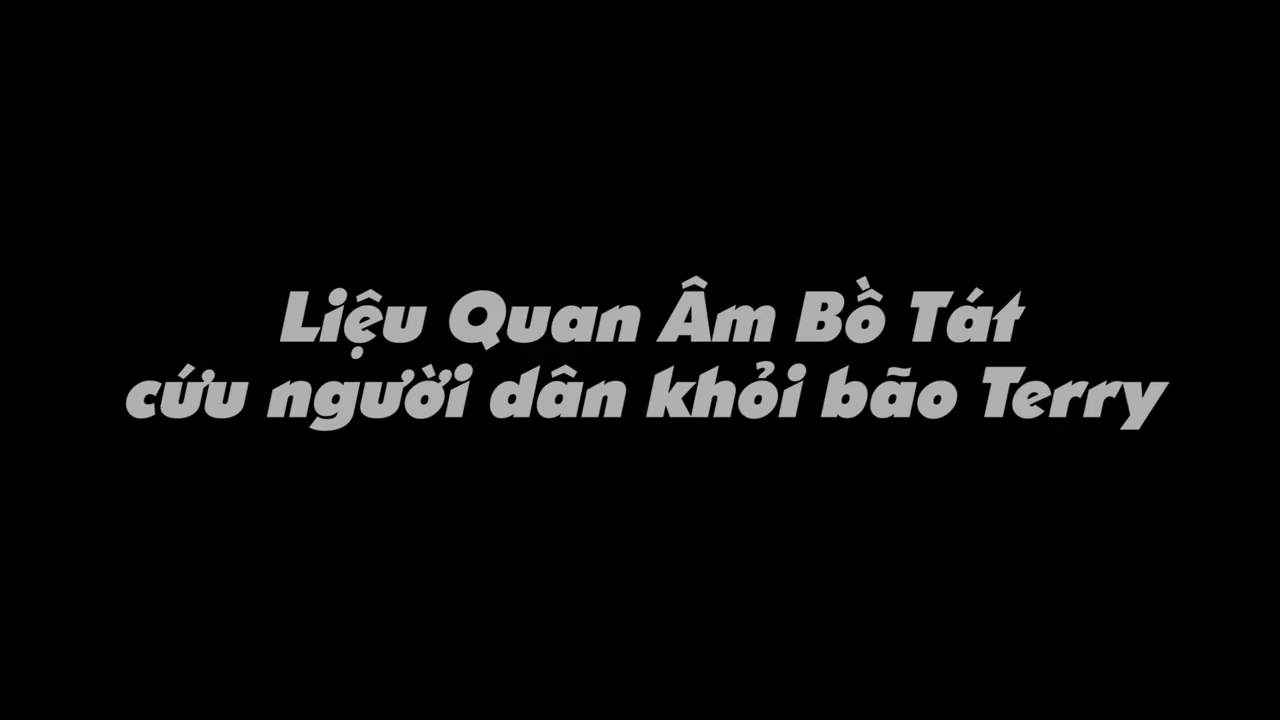 Liệu Quan Âm Bồ Tát
cứu người dân khỏi bão Terry